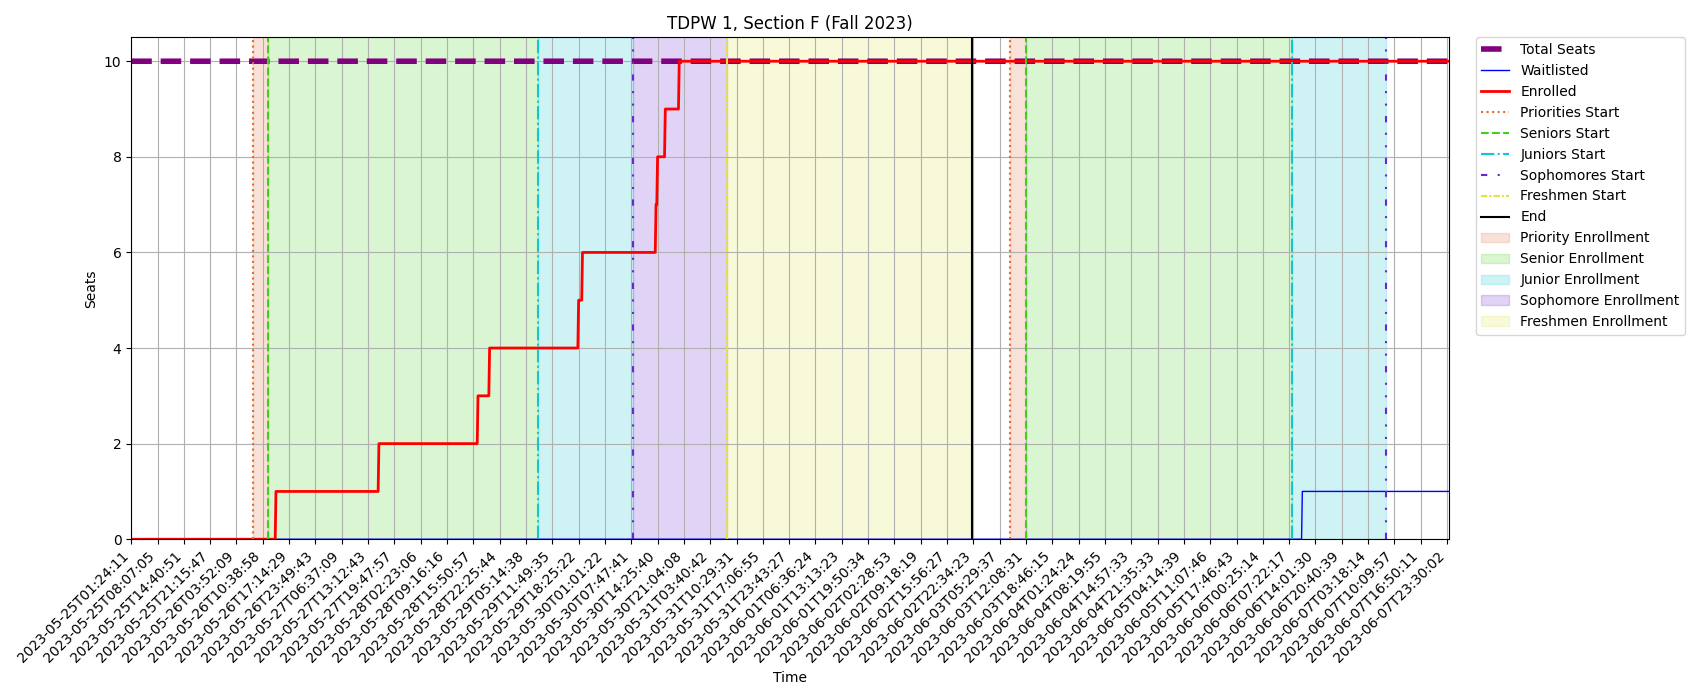 TDPW 1, Section F (Fall 2023)
Seats
10
8
6
4
2
0
2023-05-25T01:24:11
2023-05-25T08:07:05
2023-05-25T14:40:51
2023-05-25T21:15:47
2023-05-26T03:52:09
2023-05-26T10:38:58
2023-05-26T17:14:29
2023-05-26T23:49:43
2023-05-27T06:37:09
2023-05-27T13:12:43
2023-05-27T19:47:57
2023-05-28T02:23:06
2023-05-28T09:16:16
2023-05-28T15:50:57
2023-05-28T22:25:44
2023-05-29T05:14:38
2023-05-29T11:49:35
2023-05-29T18:25:22
2023-05-30T01:01:22
2023-05-30T07:47:41
2023-05-30T14:25:40
2023-05-30T21:04:08
2023-05-31T03:40:42
2023-05-31T10:29:31
2023-05-31T17:06:55
2023-05-31T23:43:27
2023-06-01T06:36:24
2023-06-01T13:13:23
2023-06-01T19:50:34
2023-06-02T02:28:53
2023-06-02T09:18:19
2023-06-02T15:56:27
2023-06-02T22:34:23
2023-06-03T05:29:37
2023-06-03T12:08:31
2023-06-03T18:46:15
2023-06-04T01:24:24
2023-06-04T08:19:55
2023-06-04T14:57:33
2023-06-04T21:35:33
2023-06-05T04:14:39
2023-06-05T11:07:46
2023-06-05T17:46:43
2023-06-06T00:25:14
2023-06-06T07:22:17
2023-06-06T14:01:30
2023-06-06T20:40:39
2023-06-07T03:18:14
2023-06-07T10:09:57
2023-06-07T16:50:11
2023-06-07T23:30:02
Time
Total Seats
Waitlisted
Enrolled
Priorities Start
Seniors Start
Juniors Start
Sophomores Start
Freshmen Start
End
Priority Enrollment
Senior Enrollment
Junior Enrollment
Sophomore Enrollment
Freshmen Enrollment